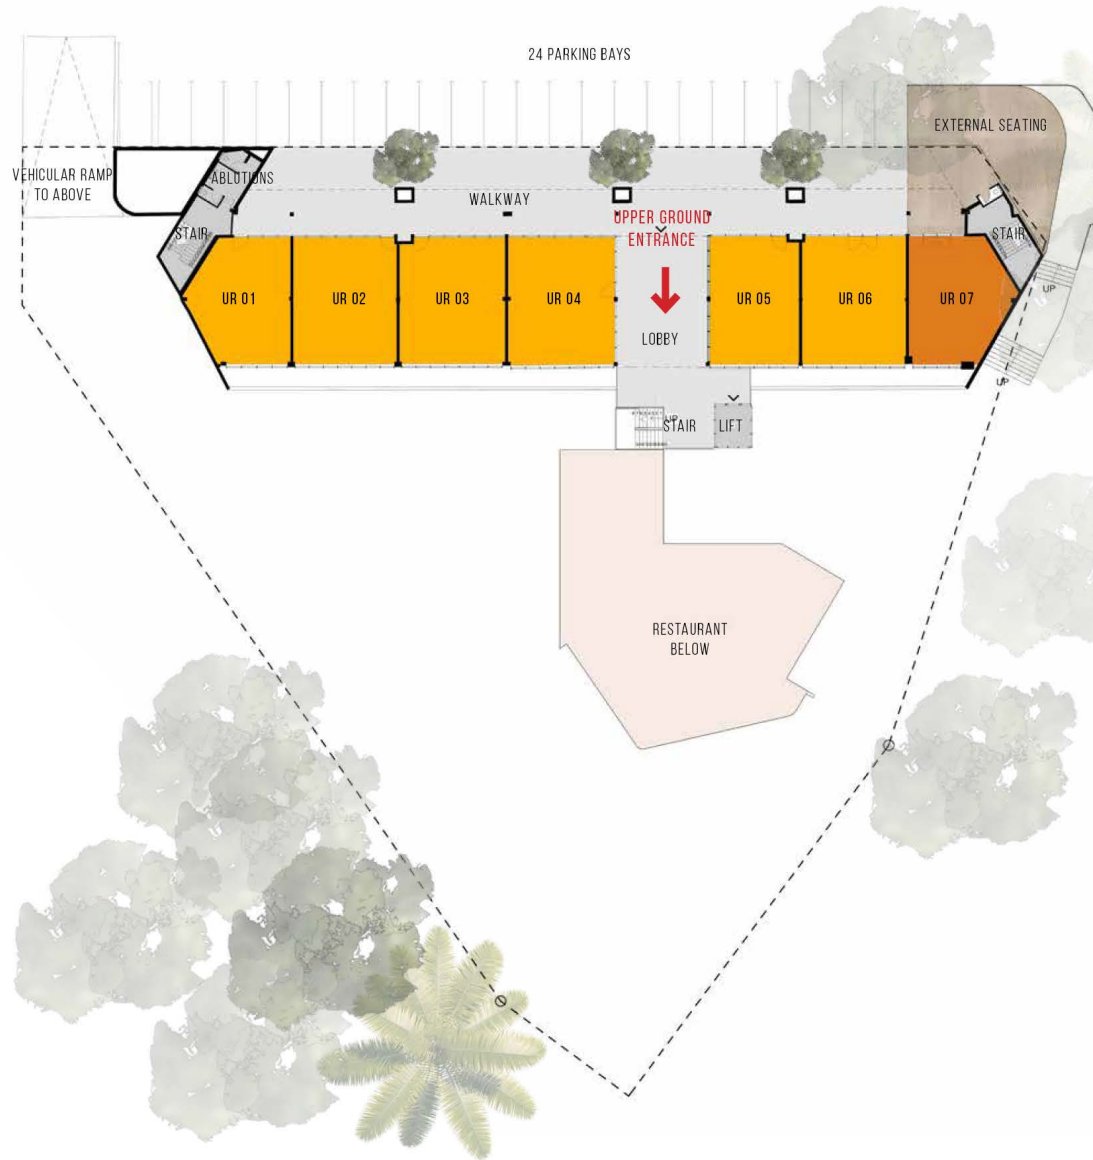 24 PARKING BAYS
EXTERNAL SEATING
VEHICULAR RAMP
TO ABOVE
ABLUTIONS
WALKWAY
UPPER GROUND
ENTRANCE
STAIR
STAIR
UR 01
UR 02
UR 03
UR 04
UR 05
UR 06
UR 07
UP
LOBBY
UP
UP
STAIR
LIFT
RESTAURANT
BELOW